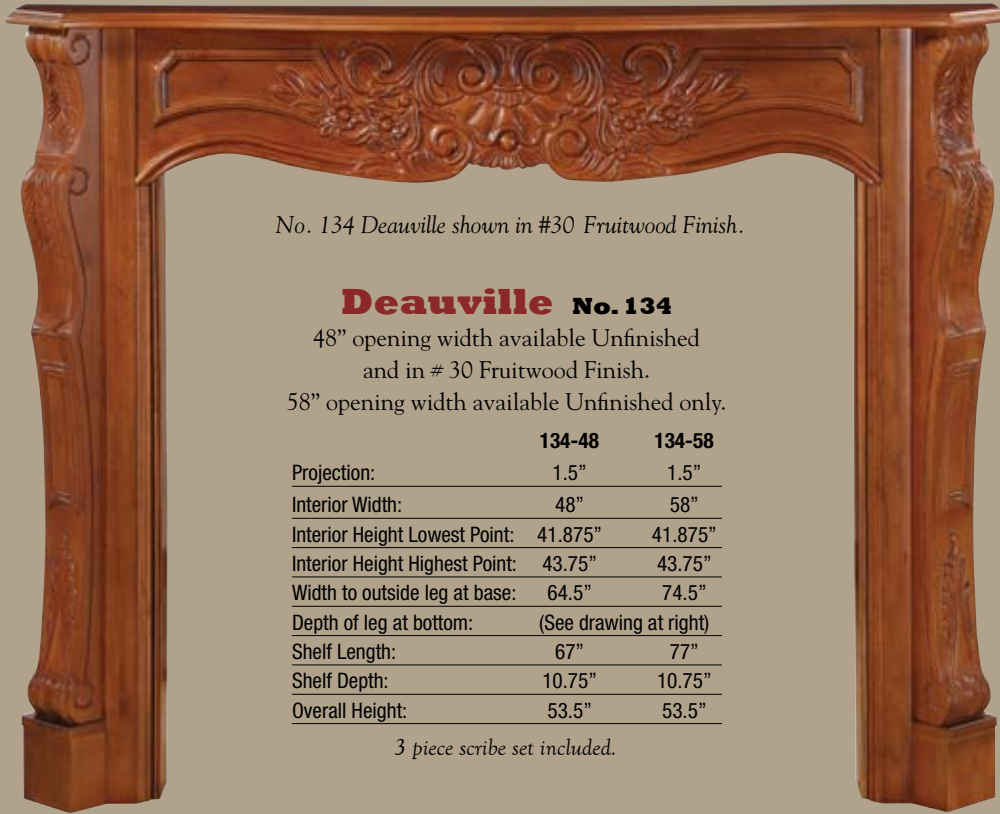 No. 134 Deauville shown in #30 Fruitwood Finish.
Deauville No. 134
48” opening width available Unfinished
and in # 30 Fruitwood Finish.
58” opening width available Unfinished only.
134-48 134-58
Projection: 1.5” 1.5”
Interior Width: 48” 58”
Interior Height Lowest Point: 41.875” 41.875”
Interior Height Highest Point: 43.75” 43.75”
Width to outside leg at base: 64.5” 74.5”
Depth of leg at bottom: (See drawing at right)
Shelf Length: 67” 77”
Shelf Depth: 10.75” 10.75”
Overall Height: 53.5” 53.5”
3 piece scribe set included.